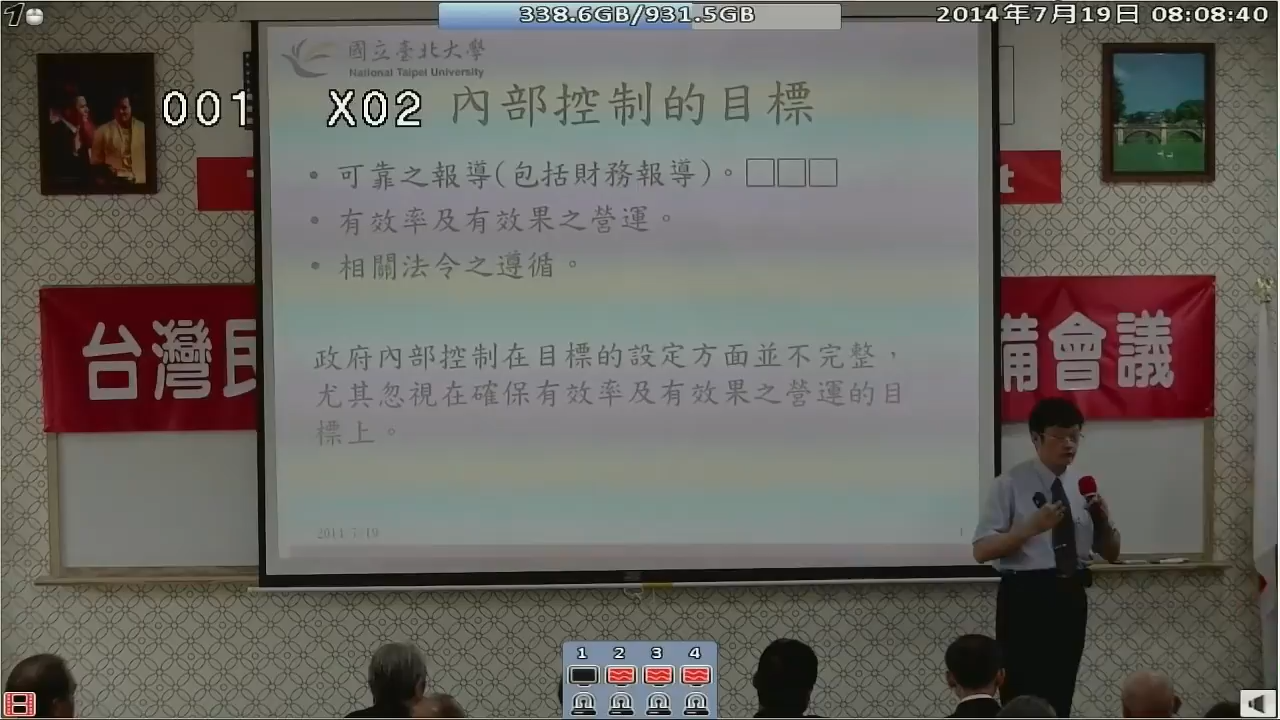 338.6GB/931.5GB
2014年7月19日 08:08:40
國立臺北大學
National Taipei University
001 X02
內部控制的目標
• 可靠之報導(包括財務報導)。□□□
• 有效率及有效果之營運。
• 相關法令之遵循。
台灣民
備會議
t
政府內部控制在目標的設定方面並不完整，
尤其忽視在確保有效率及有效果之營運的目
標上。
2014/7/19
1
1 2 3 4